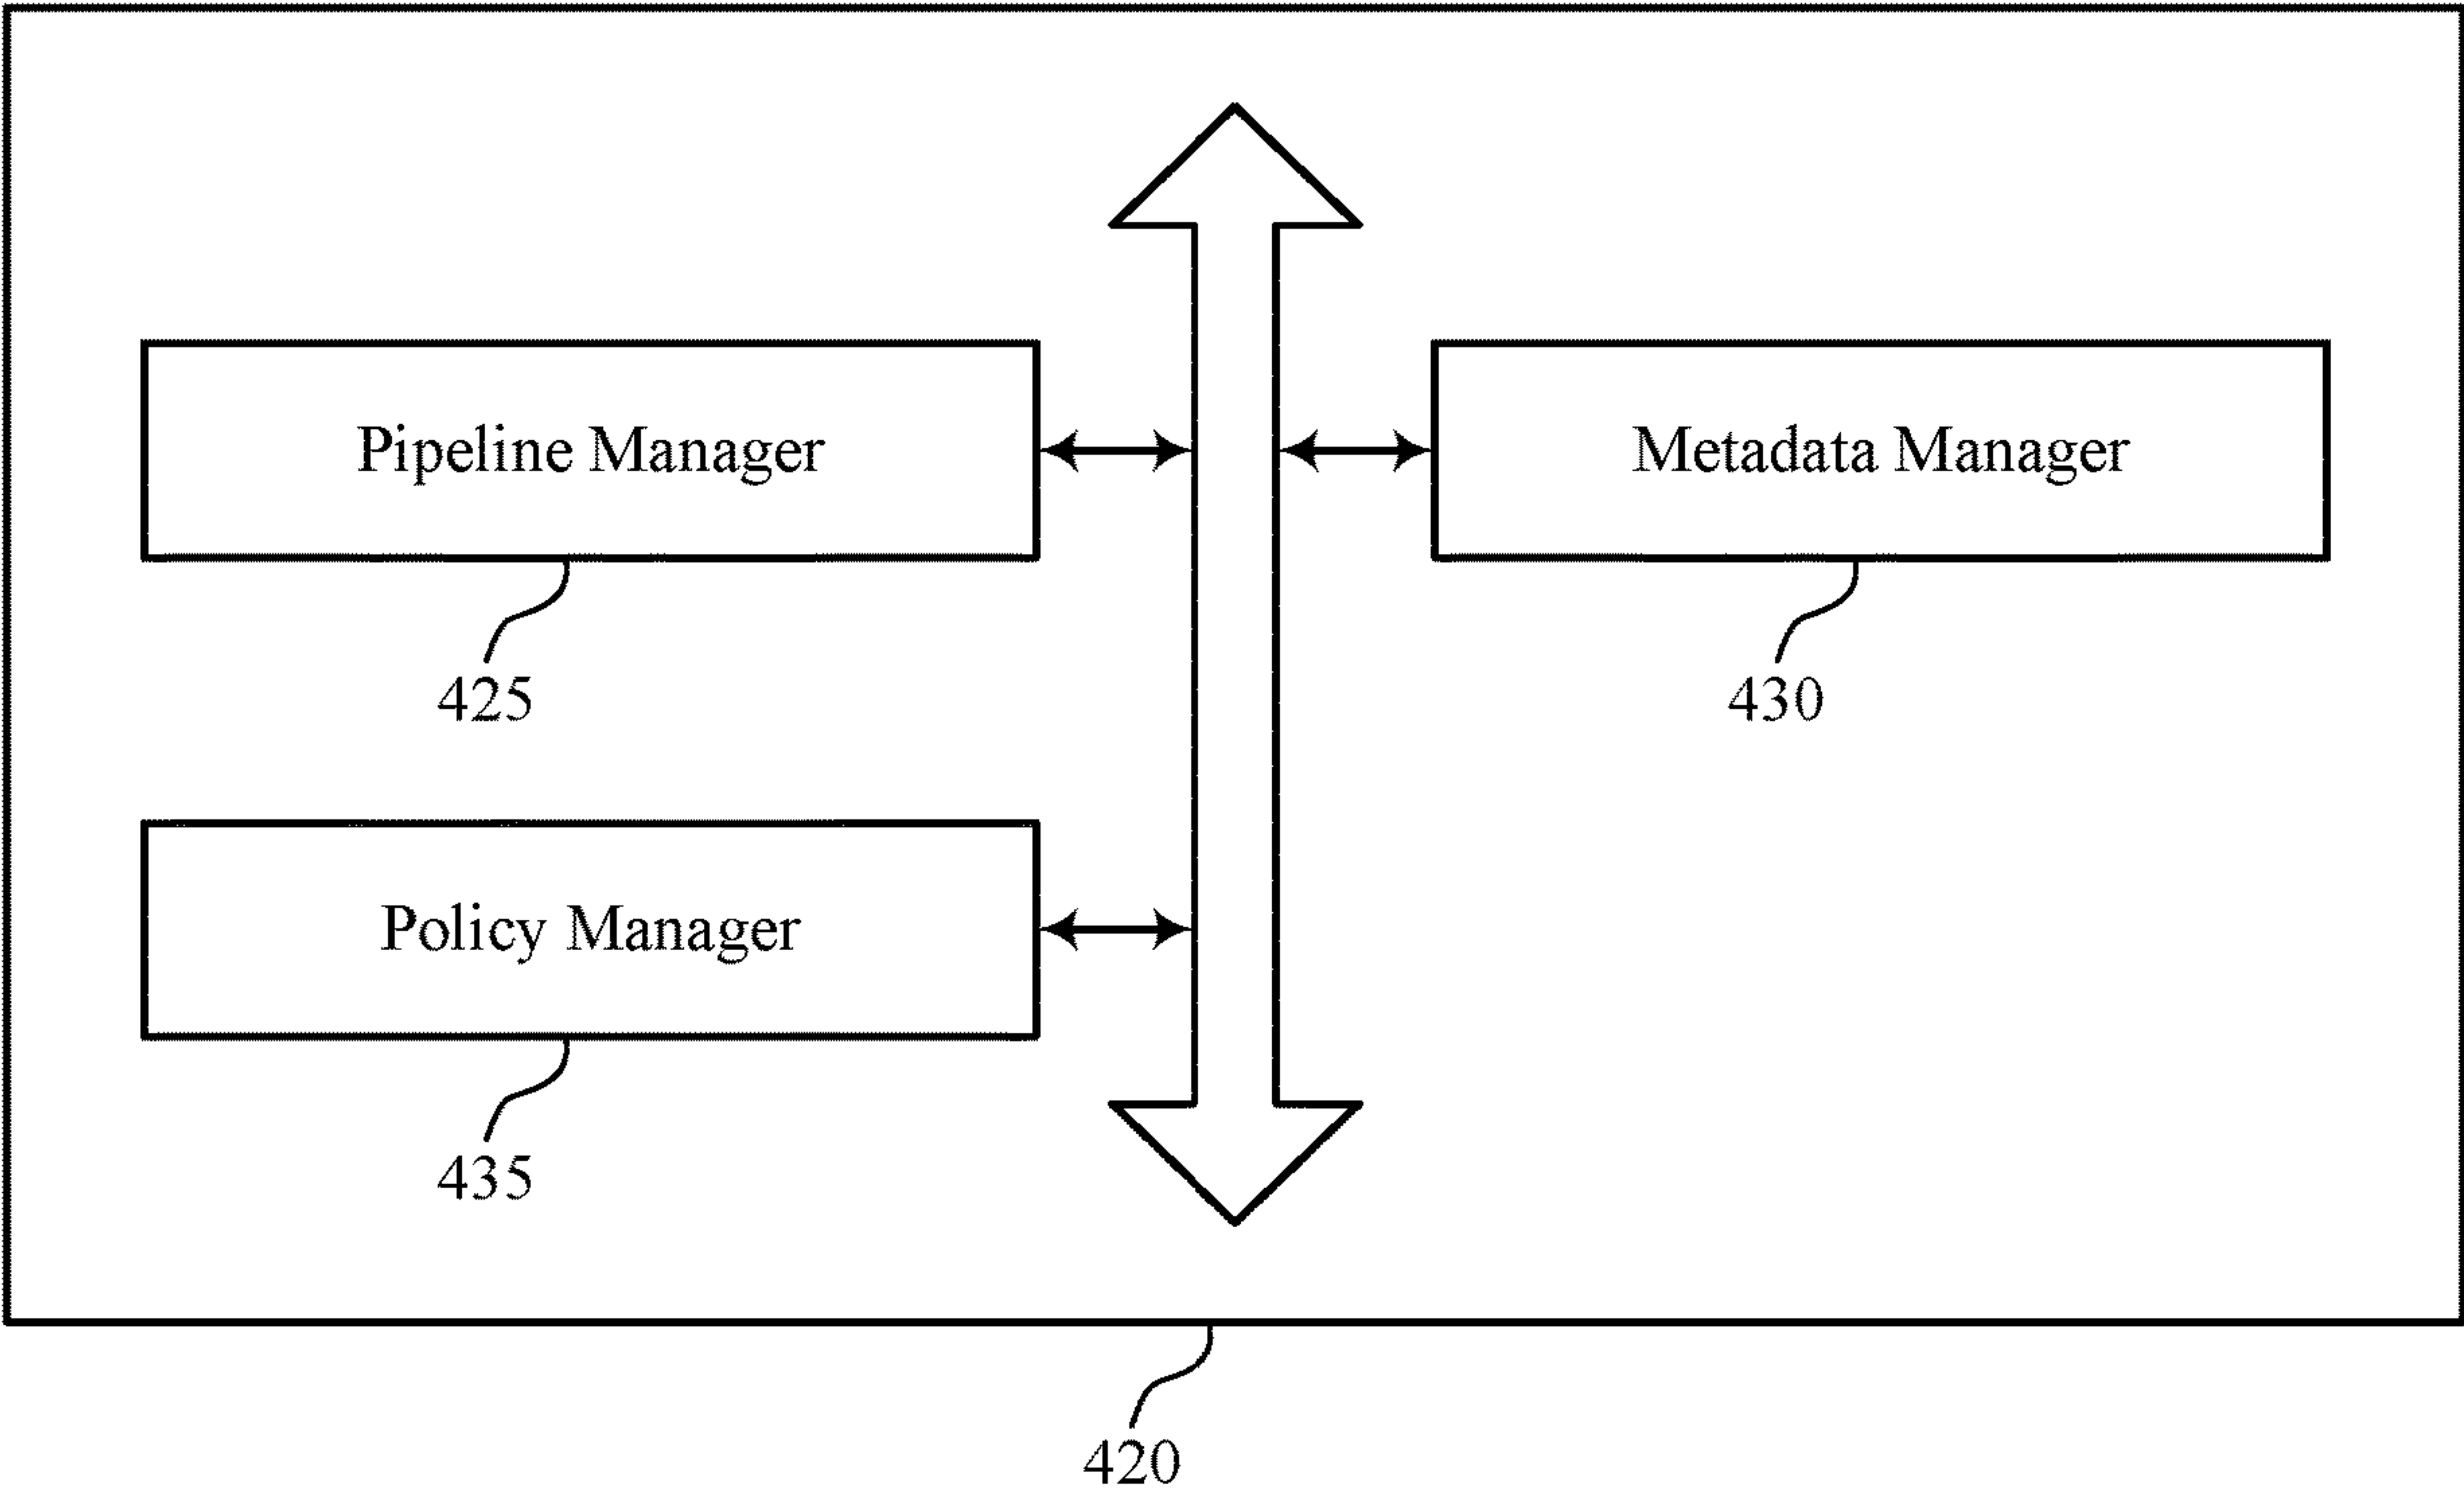 Pipeline Manager
Metadata Manager
425
430
Policy Manager
435
420